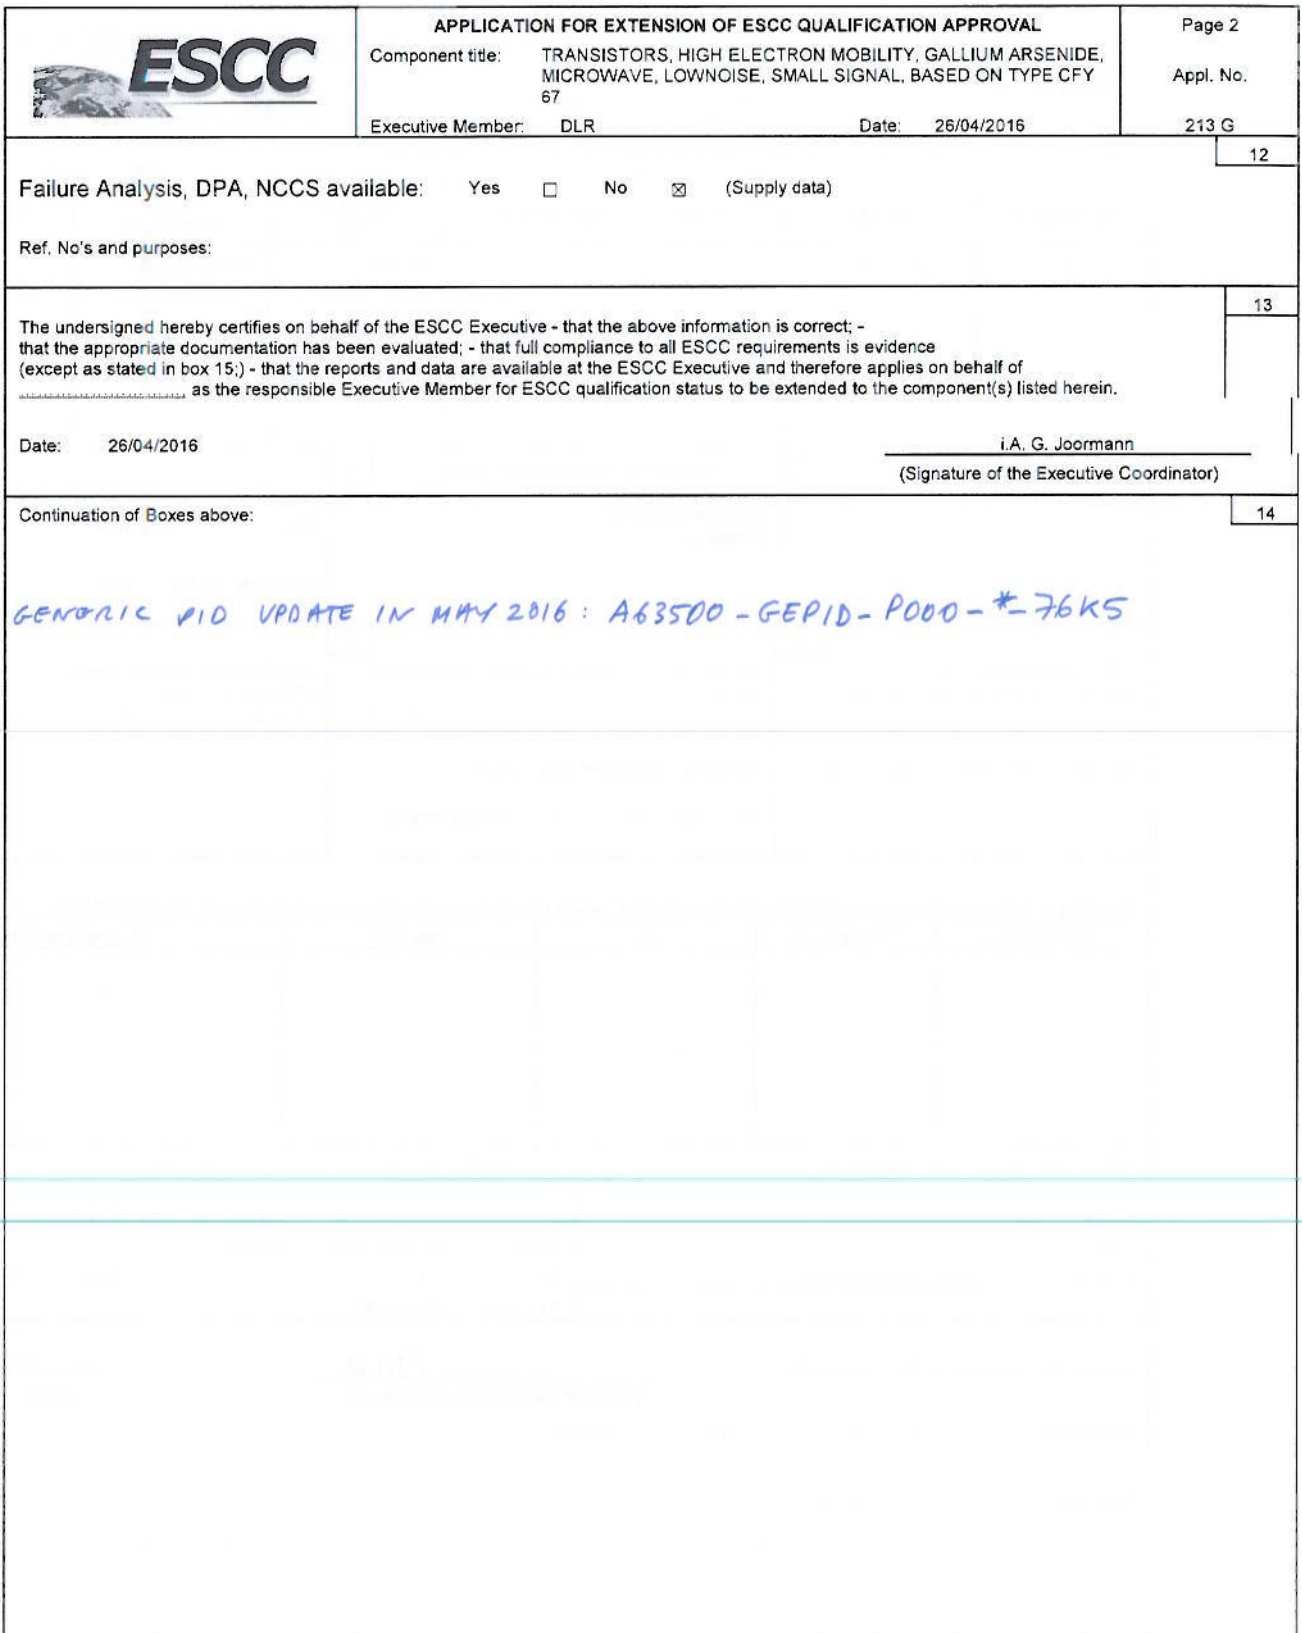 ESCC
APPLICATION FOR EXTENSION OF ESCC QUALIFICATION APPROVAL
Component title: TRANSISTORS, HIGH ELECTRON MOBILITY, GALLIUM ARSENIDE,
MICROWAVE, LOWNOISE, SMALL SIGNAL, BASED ON TYPE CFY
67
Executive Member: DLR Date: 26/04/2016
Page 2
Appl. No.
213 G
12
Failure Analysis, DPA, NCCS available: Yes ☐ No ☒ (Supply data)
Ref. No's and purposes:
13
The undersigned hereby certifies on behalf of the ESCC Executive - that the above information is correct; -
that the appropriate documentation has been evaluated; - that full compliance to all ESCC requirements is evidence
(except as stated in box 15;) - that the reports and data are available at the ESCC Executive and therefore applies on behalf of
as the responsible Executive Member for ESCC qualification status to be extended to the component(s) listed herein.
Date: 26/04/2016
i.A. G. Joormann
(Signature of the Executive Coordinator)
Continuation of Boxes above:
14
GENERIC PID UPDATE IN MAY 2016: A63500-GEPID-P000-*-76K5